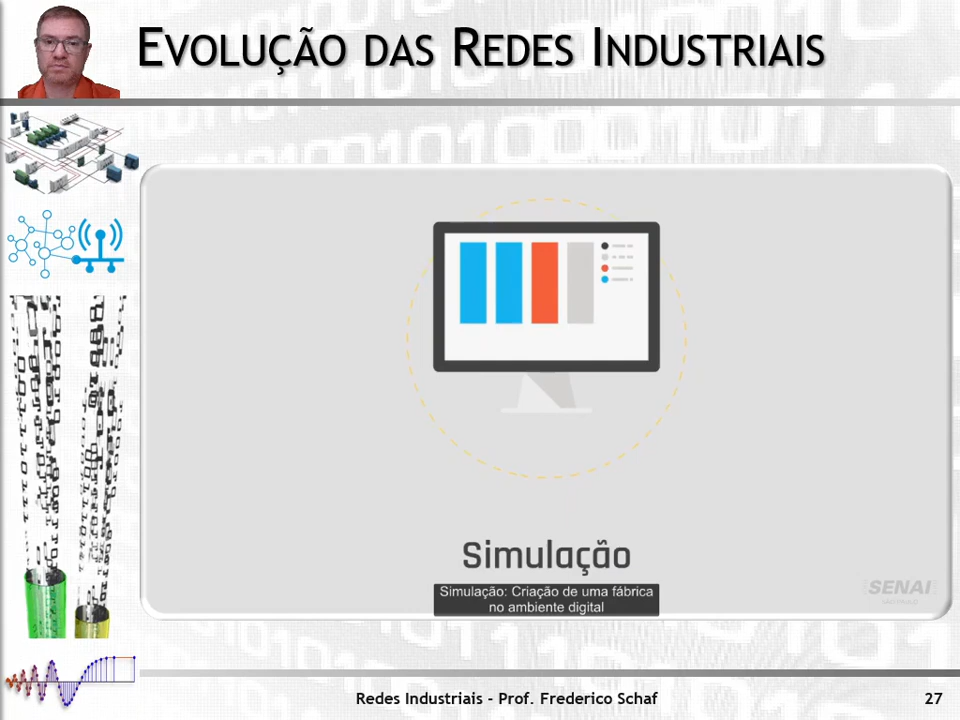 Evolução das Redes Industriais
Simulação
Simulação: Criação de uma fábrica
no ambiente digital
SENAI
Redes Industriais - Prof. Frederico Schaf
27